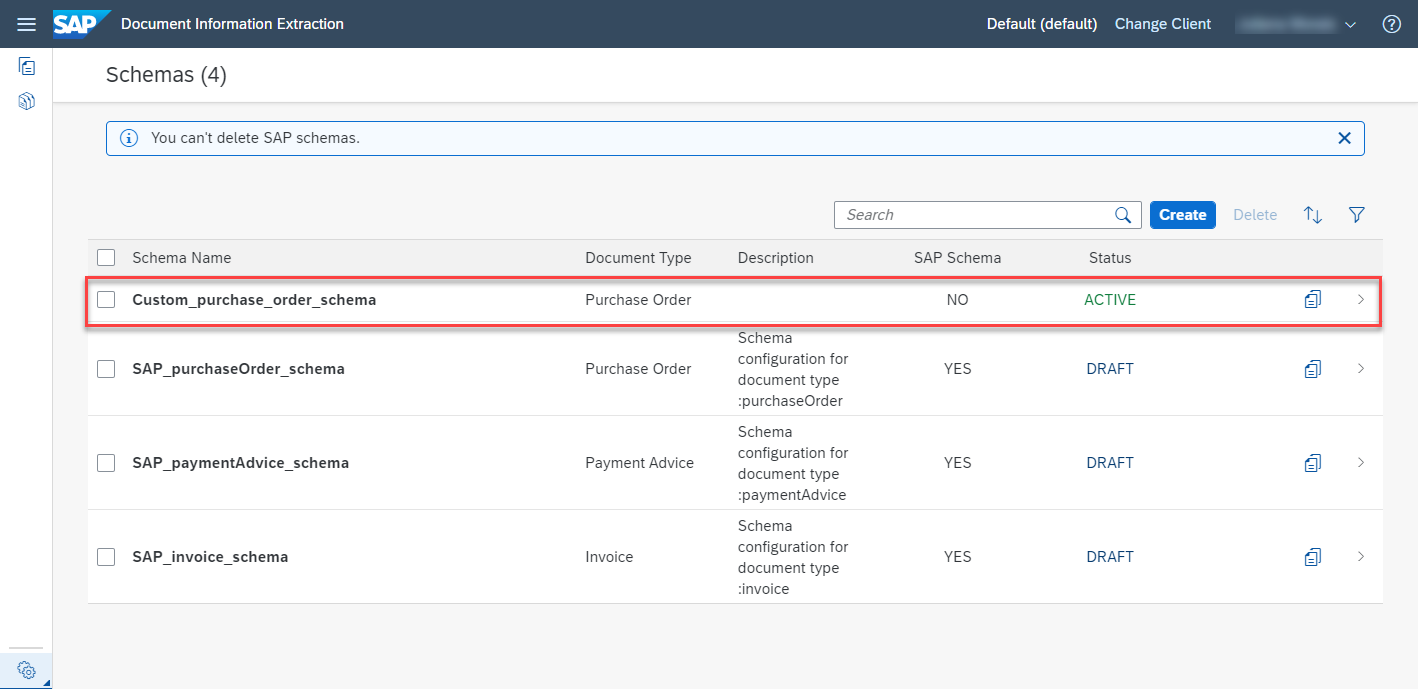 SAP Document Information Extraction Default (default) Change Client
Schemas (4)
You can't delete SAP schemas.
Search Create Delete
Schema Name Document Type Description SAP Schema Status
Custom_purchase_order_schema Purchase Order NO ACTIVE
SAP_purchaseOrder_schema Purchase Order Schema
configuration for
document type
:purchaseOrder YES DRAFT
SAP_paymentAdvice_schema Payment Advice Schema
configuration for
document type
:paymentAdvice YES DRAFT
SAP_invoice_schema Invoice Schema
configuration for
document type
:invoice YES DRAFT